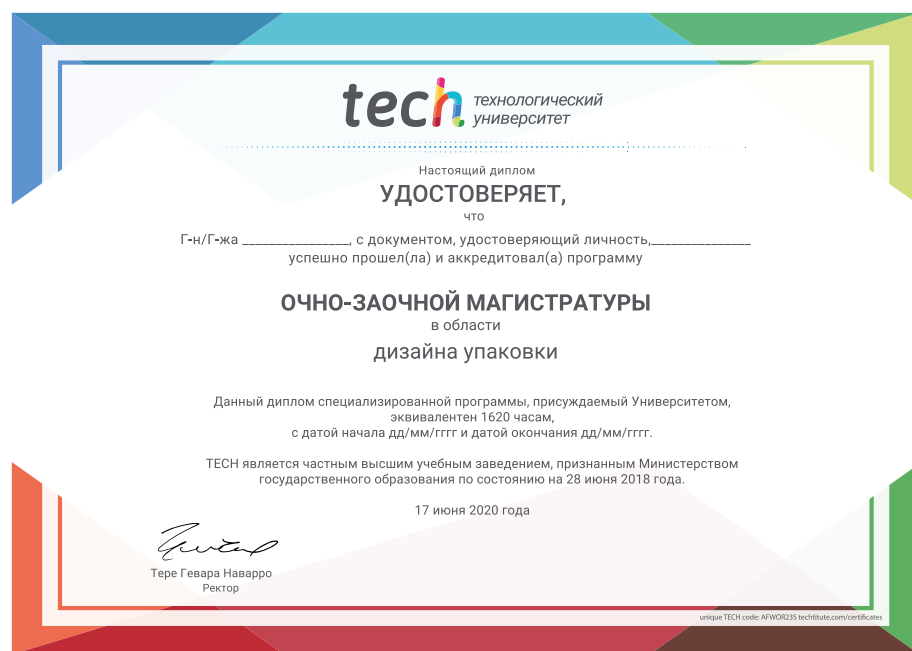 tech технологический
университет
Настоящий диплом
УДОСТОВЕРЯЕТ,
что
Г-н/Г-жа ________________, с документом, удостоверяющий личность,_______________
успешно прошел(ла) и аккредитовал(а) программу
ОЧНО-ЗАОЧНОЙ МАГИСТРАТУРЫ
в области
дизайна упаковки
Данный диплом специализированной программы, присуждаемый Университетом,
эквивалентен 1620 часам,
с датой начала дд/мм/гггг и датой окончания дд/мм/гггг.
TECH является частным высшим учебным заведением, признанным Министерством
государственного образования по состоянию на 28 июня 2018 года.
17 июня 2020 года
Тере Гевара Наварро
Ректор
unique TECH code: AFWOR23S techtitute.com/certificates